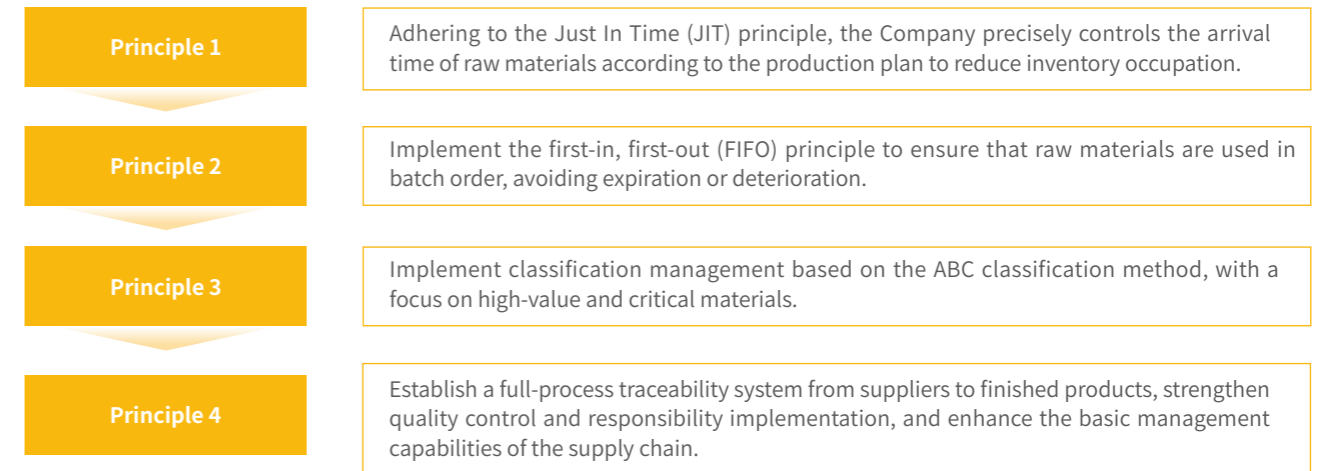 Principle 1
Adhering to the Just In Time (JIT) principle, the Company precisely controls the arrival
time of raw materials according to the production plan to reduce inventory occupation.
Principle 2
Implement the first-in, first-out (FIFO) principle to ensure that raw materials are used in
batch order, avoiding expiration or deterioration.
Principle 3
Implement classification management based on the ABC classification method, with a
focus on high-value and critical materials.
Principle 4
Establish a full-process traceability system from suppliers to finished products, strengthen
quality control and responsibility implementation, and enhance the basic management
capabilities of the supply chain.